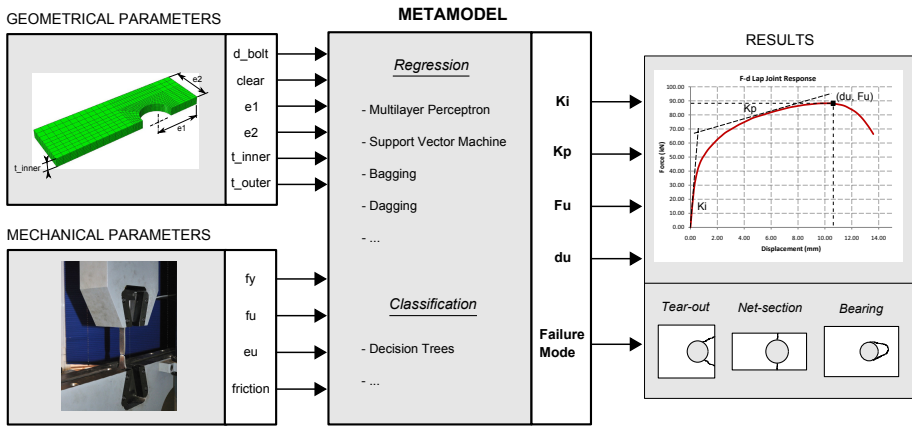 METAMODEL
GEOMETRICAL PARAMETERS
e2
e1
t_inner
d_bolt
clear
e1
e2
t_inner
t_outer
MECHANICAL PARAMETERS
fy
fu
eu
friction
Regression
- Multilayer Perceptron
- Support Vector Machine
- Bagging
- Dagging
- ...
Classification
- Decision Trees
- ...
Ki
Kp
Fu
du
Failure
Mode
RESULTS
F-d Lap Joint Response
(du, Fu)
Kp
Ki
Force (kN)
100.00
90.00
80.00
70.00
60.00
50.00
40.00
30.00
20.00
10.00
0.00
0.00 2.00 4.00 6.00 8.00 10.00 12.00 14.00
Displacement (mm)
Tear-out Net-section Bearing